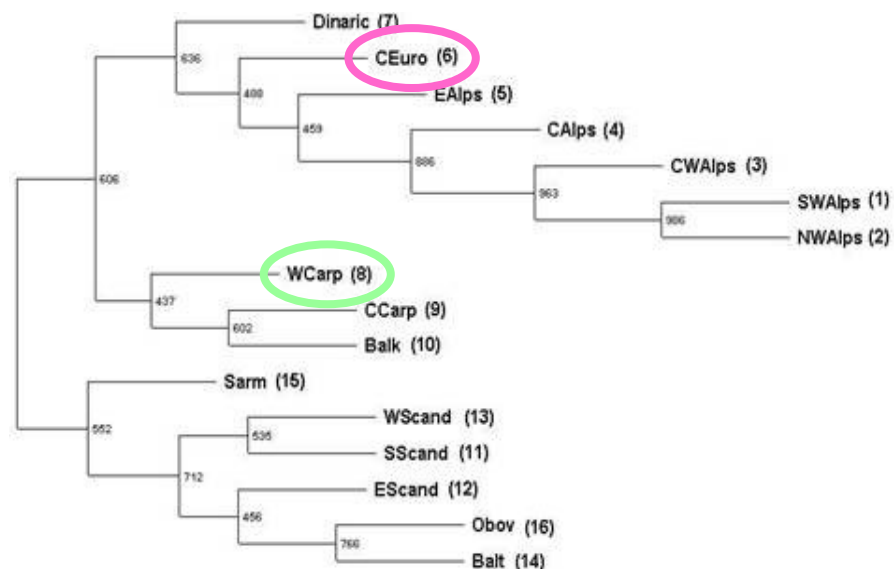 Dinaric (7)
636
CEuro (6)
488
EAlps (5)
459
CAlps (4)
886
CWAlps (3)
963
606
SWAlps (1)
986
NWAlps (2)
WCarp (8)
437
CCarp (9)
602
Balk (10)
Sarm (15)
552
WScand (13)
535
SScand (11)
712
EScand (12)
456
Obov (16)
766
Balt (14)